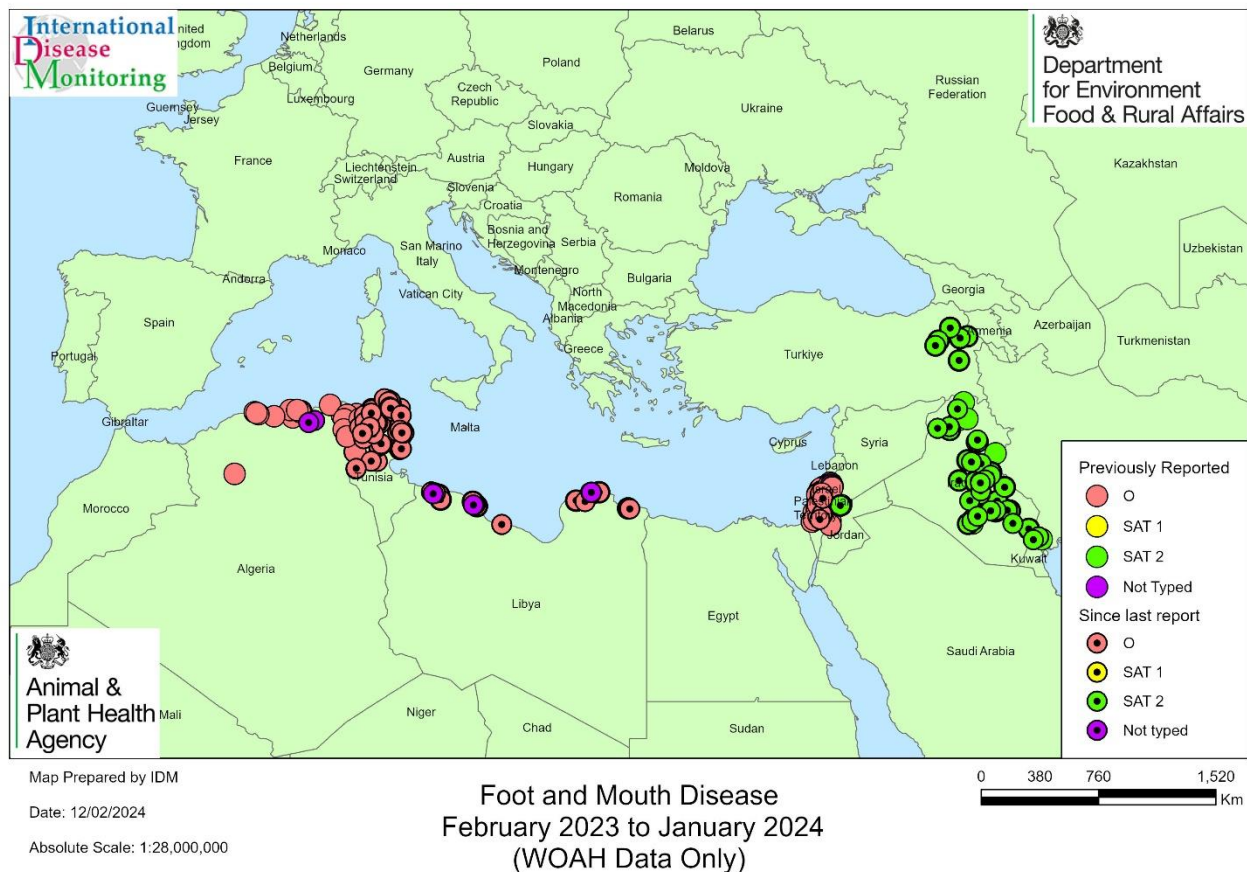 International
Disease
Monitoring
Department
for Environment
Food & Rural Affairs
United
Kingdom
Netherlands
Belarus
Belgium
Germany
Poland
Russian
Federation
Luxembourg
Czech
Republic
Ukraine
Guernsey
Jersey
Slovakia
Kazakhstan
France
Austria
Liechtenstein
Switzerland
Hungary
Moldova
Slovenia
Croatia
Romania
Bosnia and
Herzegovina
Serbia
Uzbekistan
Monaco
San Marino
Italy
Montenegro
Bulgaria
Andorra
Georgia
Vatican City
North
Macedonia
Albania
Armenia
Azerbaijan
Spain
Turkmenistan
Portugal
Greece
Turkiye
Gibraltar
Malta
Cyprus
Syria
Lebanon
Israel
Tunisia
Morocco
Jordan
Kuwait
Algeria
Libya
Egypt
Saudi Arabia
Mali
Niger
Chad
Sudan
Previously Reported
O
SAT 1
SAT 2
Not Typed
Since last report
O
SAT 1
SAT 2
Not typed
Animal &
Plant Health
Agency
Map Prepared by IDM
Date: 12/02/2024
Absolute Scale: 1:28,000,000
Foot and Mouth Disease
February 2023 to January 2024
(WOAH Data Only)
0 380 760 1,520
Km